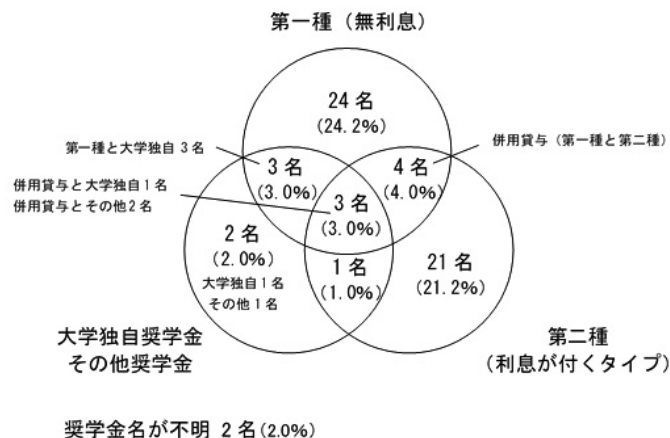 第一種（無利息）
24 名
(24.2%)
第一種と大学独自 3 名
併用貸与（第一種と第二種）
3 名
(3.0%)
4 名
(4.0%)
併用貸与と大学独自 1 名
併用貸与とその他 2 名
3 名
(3.0%)
2 名
(2.0%)
大学独自 1 名
その他 1 名
1 名
(1.0%)
21 名
(21.2%)
大学独自奨学金
その他奨学金
第二種
（利息が付くタイプ）
奨学金名が不明 2 名(2.0%)